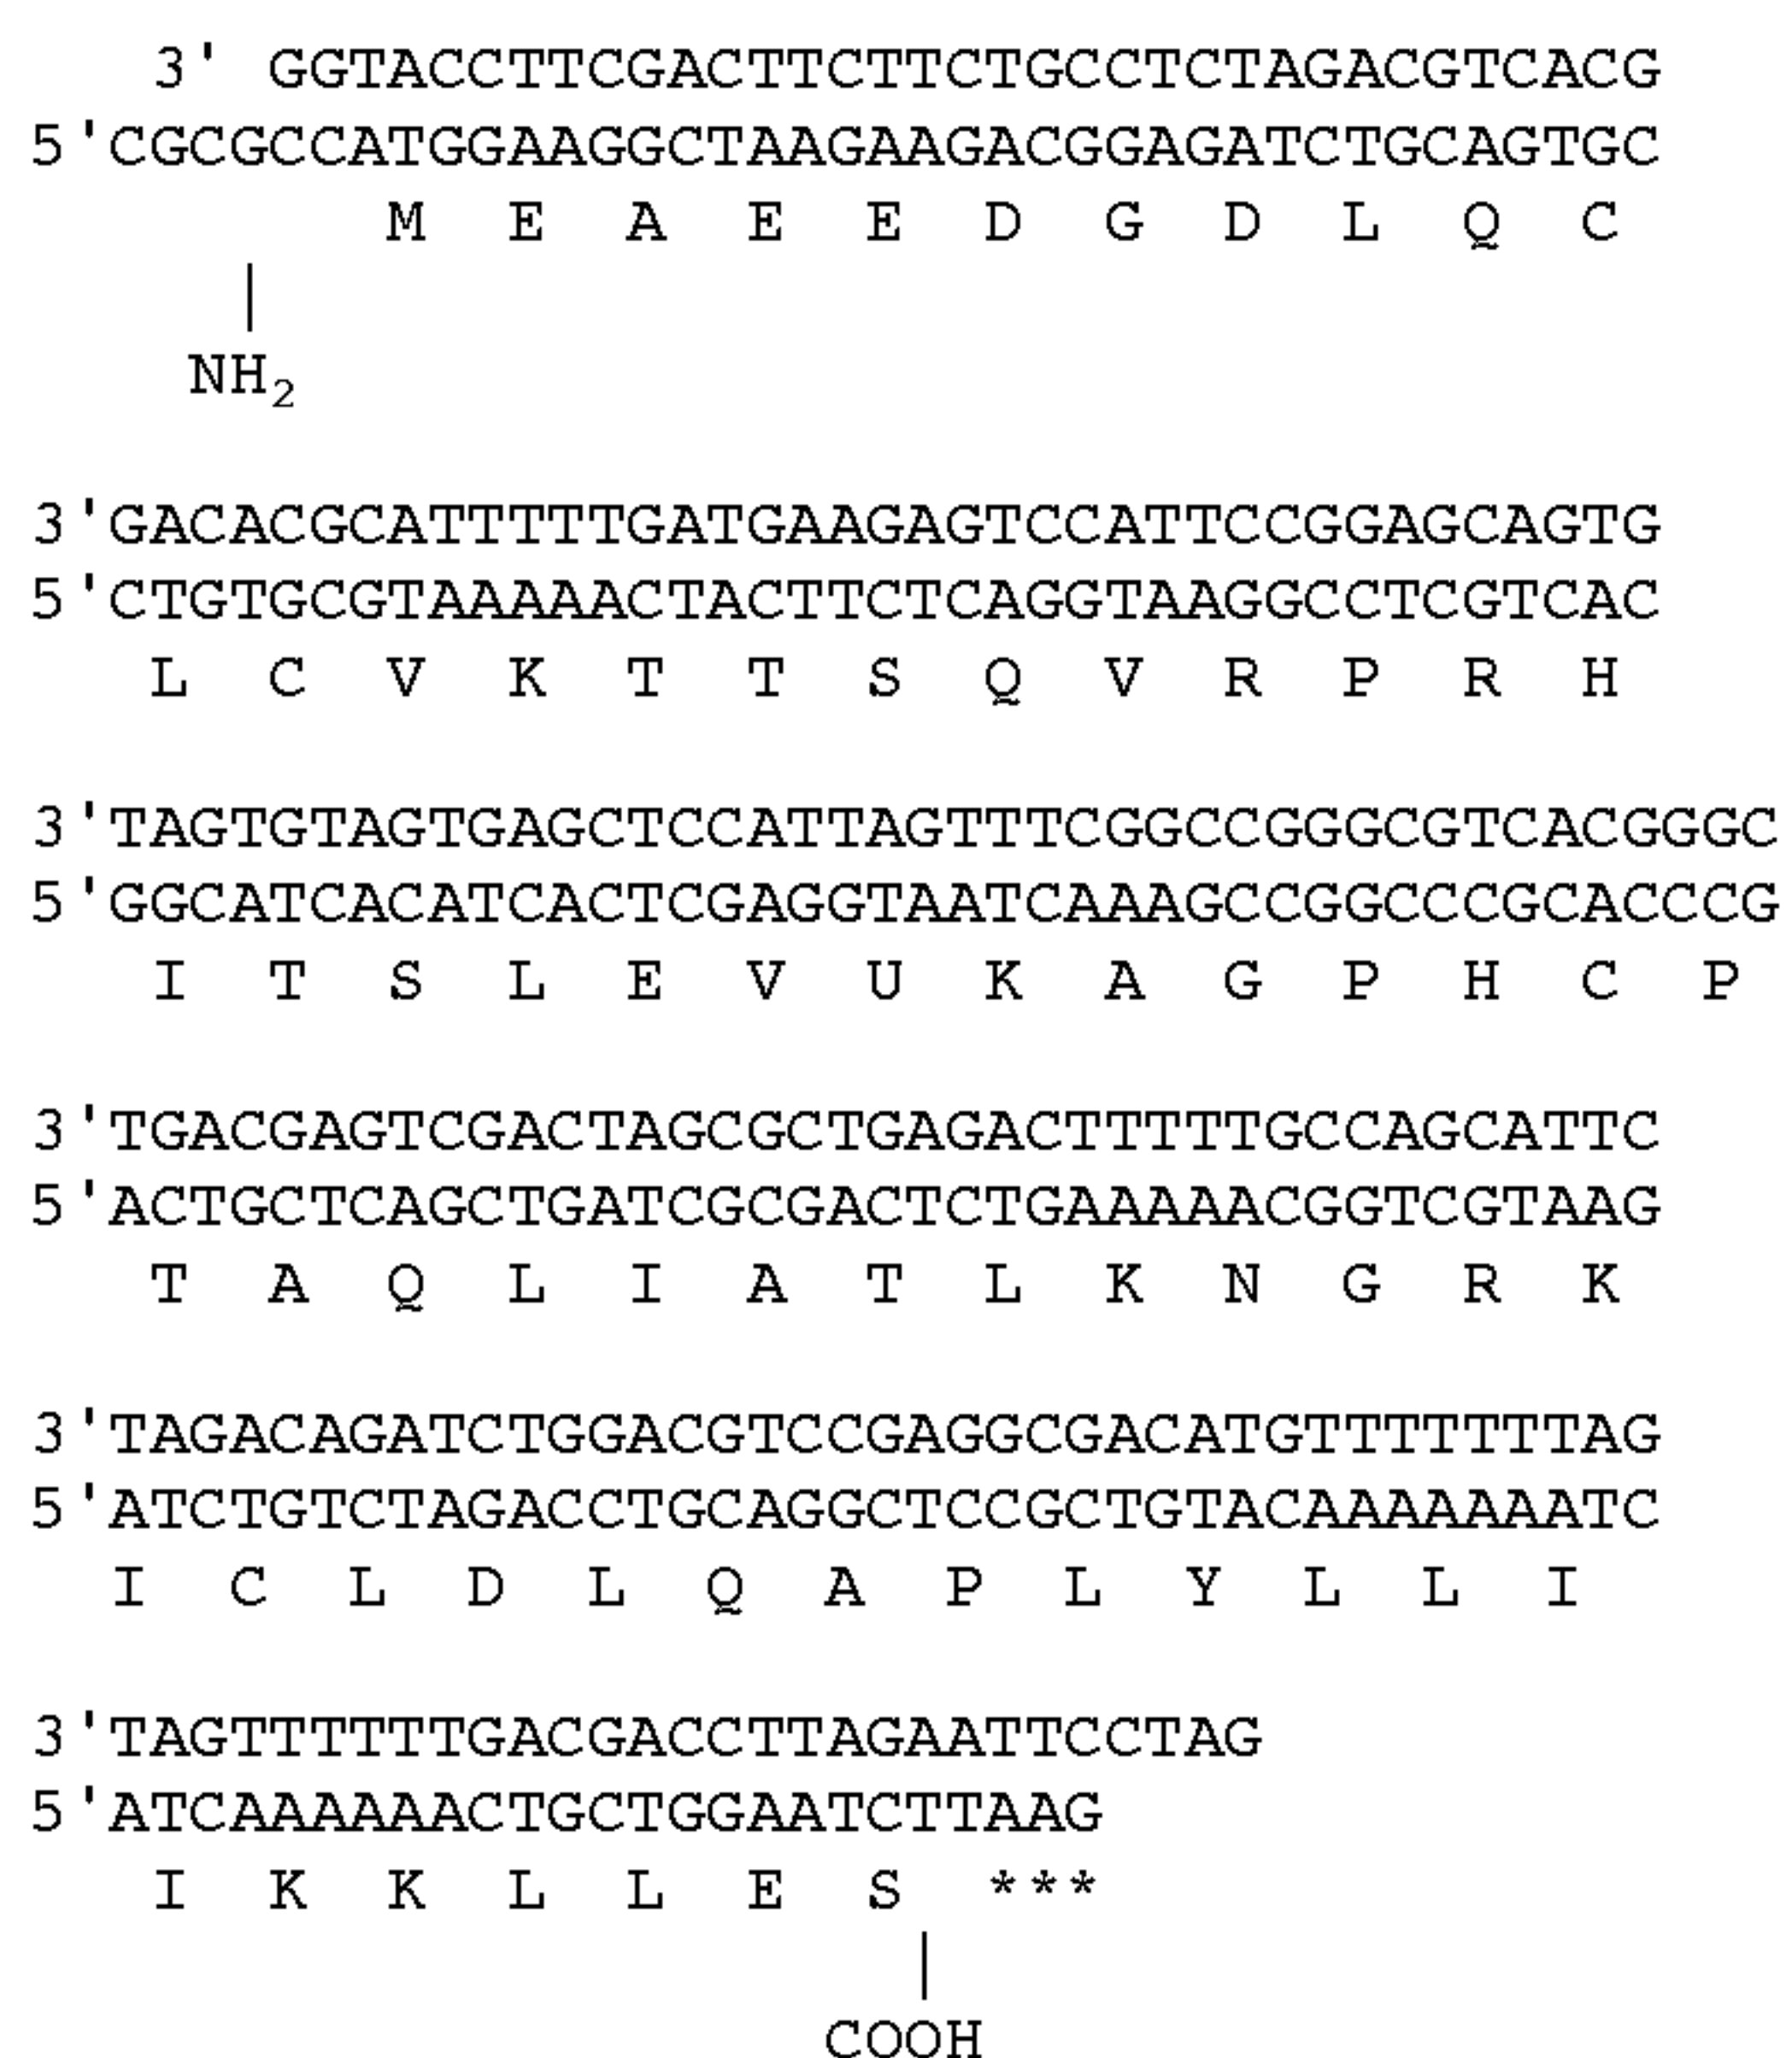 3' GGTACCTTCGACTTCTTCTGCCTCTAGACGTCACG
5'CGCGCCATGGAAGGCTAAGAAGACGGAGATCTGCAGTGC
M E A E E D G D L Q C
|
NH₂
3'GACACGCATTTTTGATGAAGAGTCCATTCCGGAGCAGTG
5'CTGTGCGTAAAAACTACTTCTCAGGTAAGGCCTCGTCAC
L C V K T T S Q V R P R H
3'TAGTGTAGTGAGCTCCATTAGTTTCGGCCGGGCGTCACGGGC
5'GGCATCACATCACTCGAGGTAATCAAAGCCGGCCCGCACCCG
I T S L E V U K A G P H C P
3'TGACGAGTCGACTAGCGCTGAGACTTTTTGCCAGCATTC
5'ACTGCTCAGCTGATCGCGACTCTGAAAAACGGTCGTAAG
T A Q L I A T L K N G R K
3'TAGACAGATCTGGACGTCCGAGGCGACATGTTTTTTTAG
5'ATCTGTCTAGACCTGCAGGCTCCGCTGTACAAAAAAATC
I C L D L Q A P L Y L L I
3'TAGTTTTTTGACGACCTTAGAATTCCTAG
5'ATCAAAAAACTGCTGGAATCTTAAG
I K K L L E S ***
|
COOH